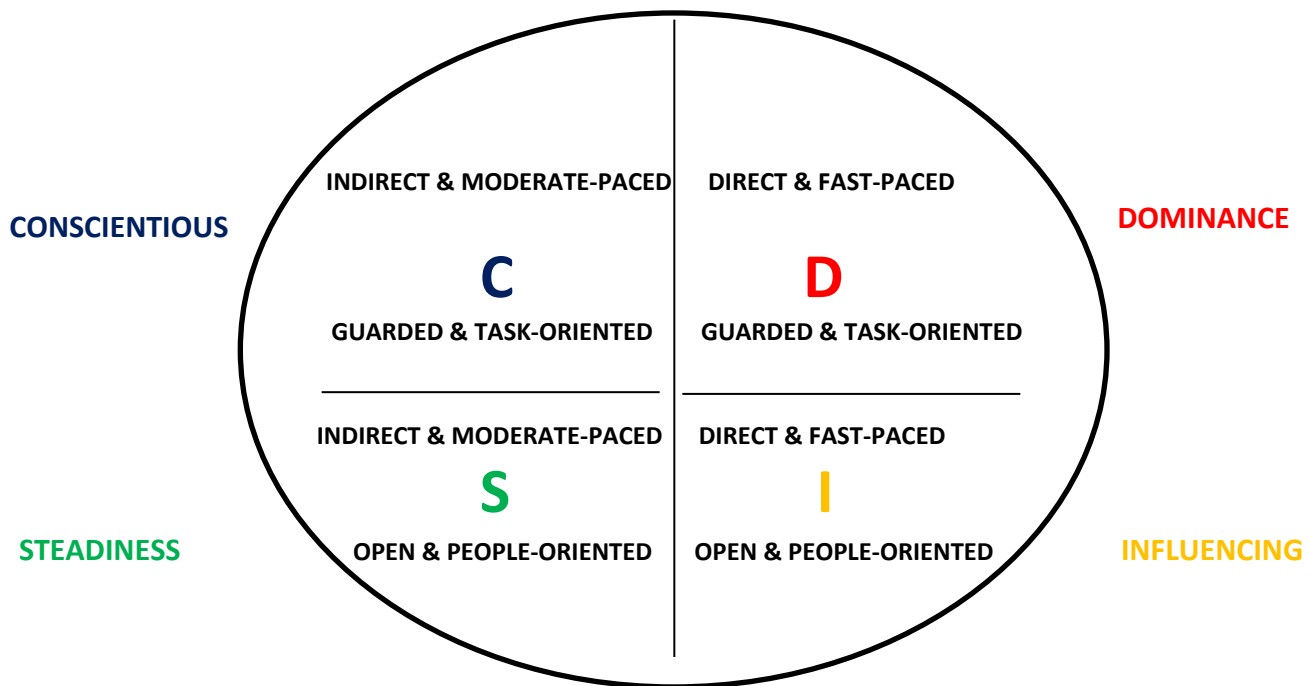 INDIRECT & MODERATE-PACED
DIRECT & FAST-PACED
CONSCIENTIOUS
DOMINANCE
C
D
GUARDED & TASK-ORIENTED
GUARDED & TASK-ORIENTED
INDIRECT & MODERATE-PACED
DIRECT & FAST-PACED
S
I
STEADINESS
OPEN & PEOPLE-ORIENTED
OPEN & PEOPLE-ORIENTED
INFLUENCING